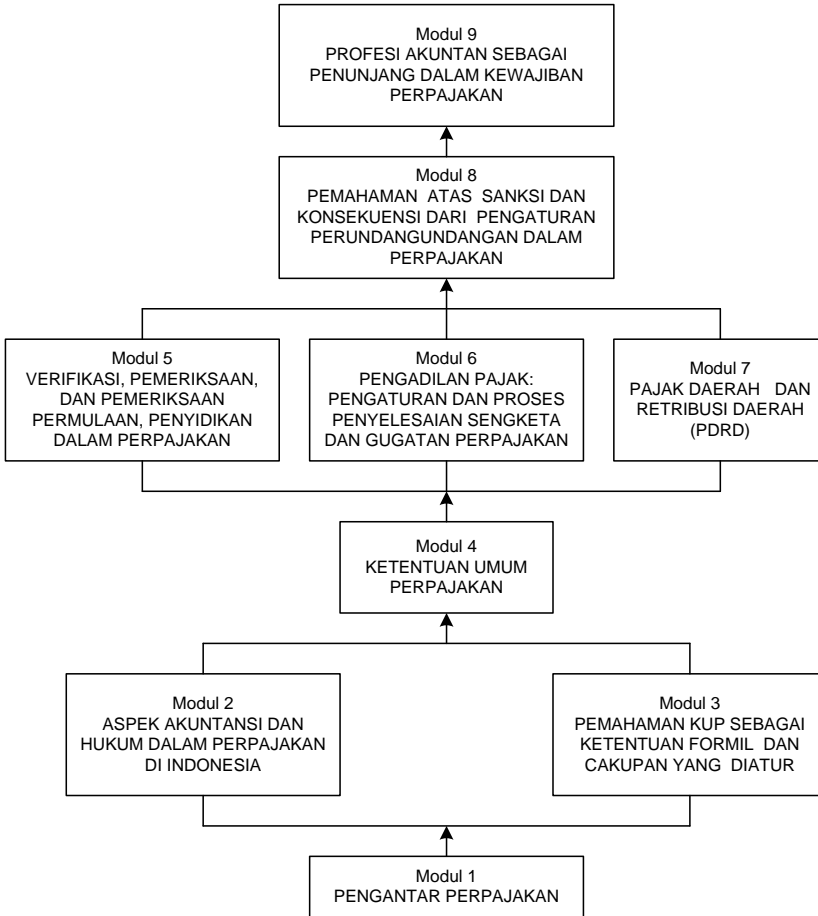 Modul 9
PROFESI AKUNTAN SEBAGAI
PENUNJANG DALAM KEWAJIBAN
PERPAJAKAN
Modul 8
PEMAHAMAN ATAS SANKSI DAN
KONSEKUENSI DARI PENGATURAN
PERUNDANGUNDANGAN DALAM
PERPAJAKAN
Modul 5
VERIFIKASI, PEMERIKSAAN,
DAN PEMERIKSAAN
PERMULAAN, PENYIDIKAN
DALAM PERPAJAKAN
Modul 6
PENGADILAN PAJAK:
PENGATURAN DAN PROSES
PENYELESAIAN SENGKETA
DAN GUGATAN PERPAJAKAN
Modul 7
PAJAK DAERAH DAN
RETRIBUSI DAERAH
(PDRD)
Modul 4
KETENTUAN UMUM
PERPAJAKAN
Modul 2
ASPEK AKUNTANSI DAN
HUKUM DALAM PERPAJAKAN
DI INDONESIA
Modul 3
PEMAHAMAN KUP SEBAGAI
KETENTUAN FORMIL DAN
CAKUPAN YANG DIATUR
Modul 1
PENGANTAR PERPAJAKAN